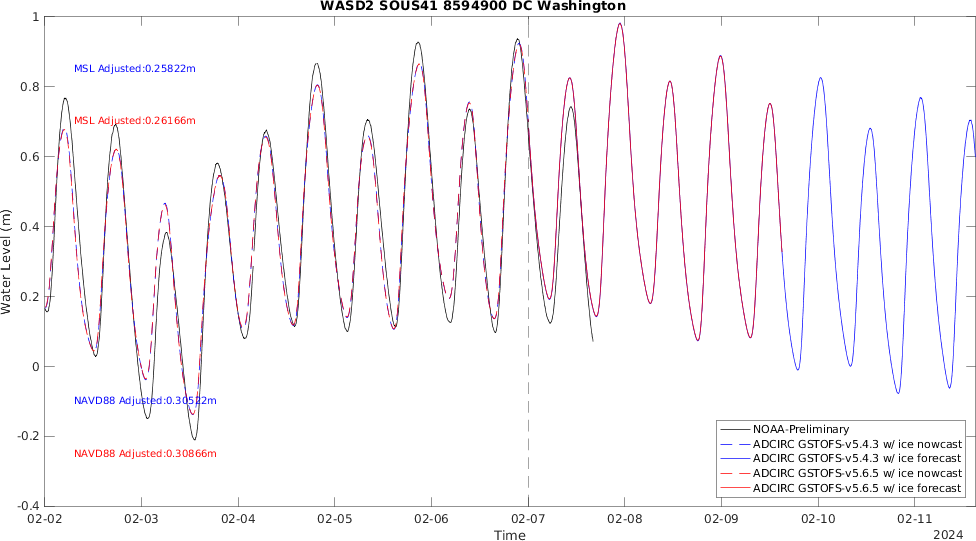 WASD2 SOUS41 8594900 DC Washington
1
0.8
0.6
0.4
0.2
0
-0.2
-0.4
Water Level (m)
MSL Adjusted:0.25822m
MSL Adjusted:0.26166m
NAVD88 Adjusted:0.30522m
NAVD88 Adjusted:0.30866m
NOAA-Preliminary
ADCIRC GSTOFS-v5.4.3 w/ ice nowcast
ADCIRC GSTOFS-v5.4.3 w/ ice forecast
ADCIRC GSTOFS-v5.6.5 w/ ice nowcast
ADCIRC GSTOFS-v5.6.5 w/ ice forecast
02-02 02-03 02-04 02-05 02-06 02-07 02-08 02-09 02-10 02-11
Time
2024